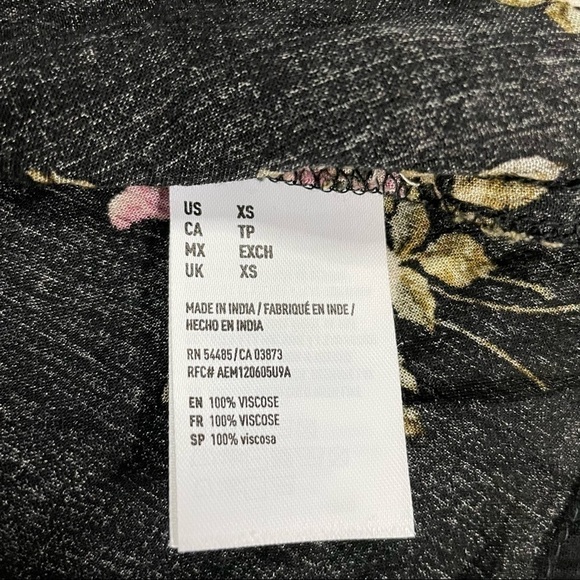 US XS
CA TP
MX EXCH
UK XS
MADE IN INDIA / FABRIQUÉ EN INDE /
HECHO EN INDIA
RN 54485/CA 03873
RFC# AEM120605U9A
EN 100% VISCOSE
FR 100% VISCOSE
SP 100% viscosa